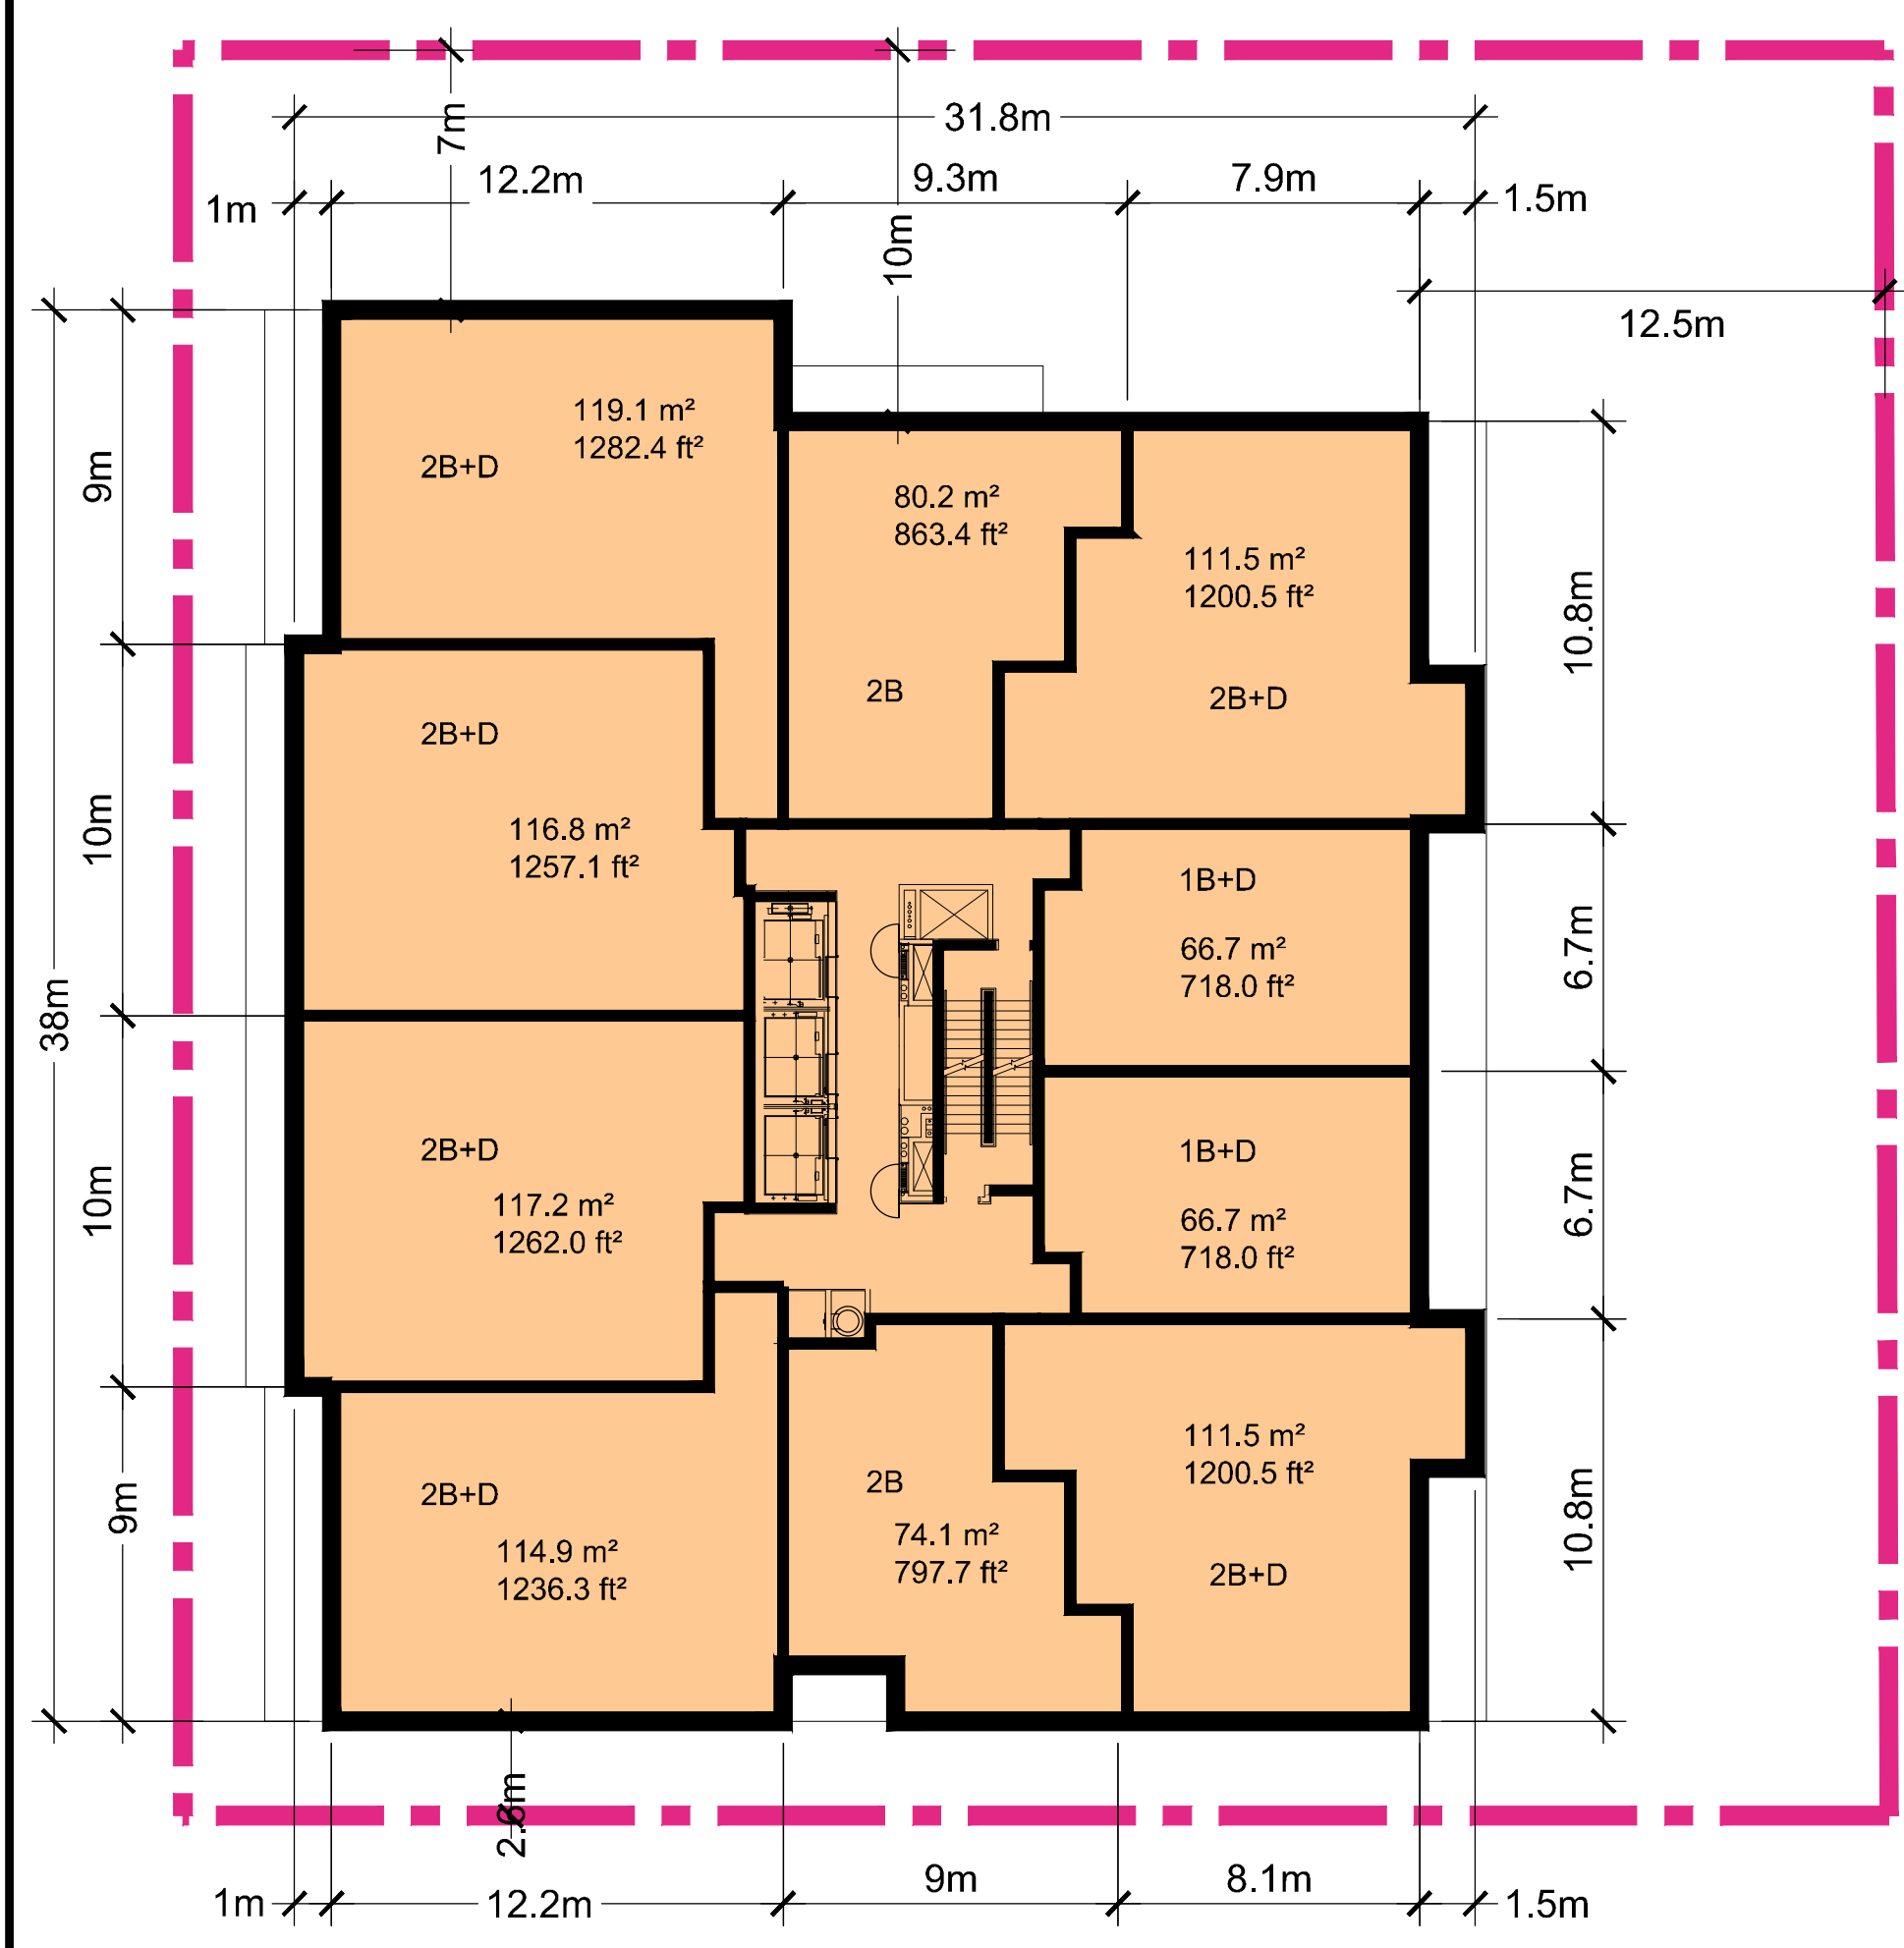 7m
31.8m
12.2m
9.3m
7.9m
1m
1.5m
10m
12.5m
119.1 m²
1282.4 ft²
2B+D
9m
80.2 m²
863.4 ft²
111.5 m²
1200.5 ft²
10.8m
2B
2B+D
2B+D
10m
116.8 m²
1257.1 ft²
1B+D
66.7 m²
718.0 ft²
6.7m
38m
2B+D
1B+D
117.2 m²
1262.0 ft²
10m
66.7 m²
718.0 ft²
6.7m
111.5 m²
1200.5 ft²
2B+D
2B
9m
114.9 m²
1236.3 ft²
74.1 m²
797.7 ft²
2B+D
10.8m
1m
12.2m
9m
8.1m
1.5m